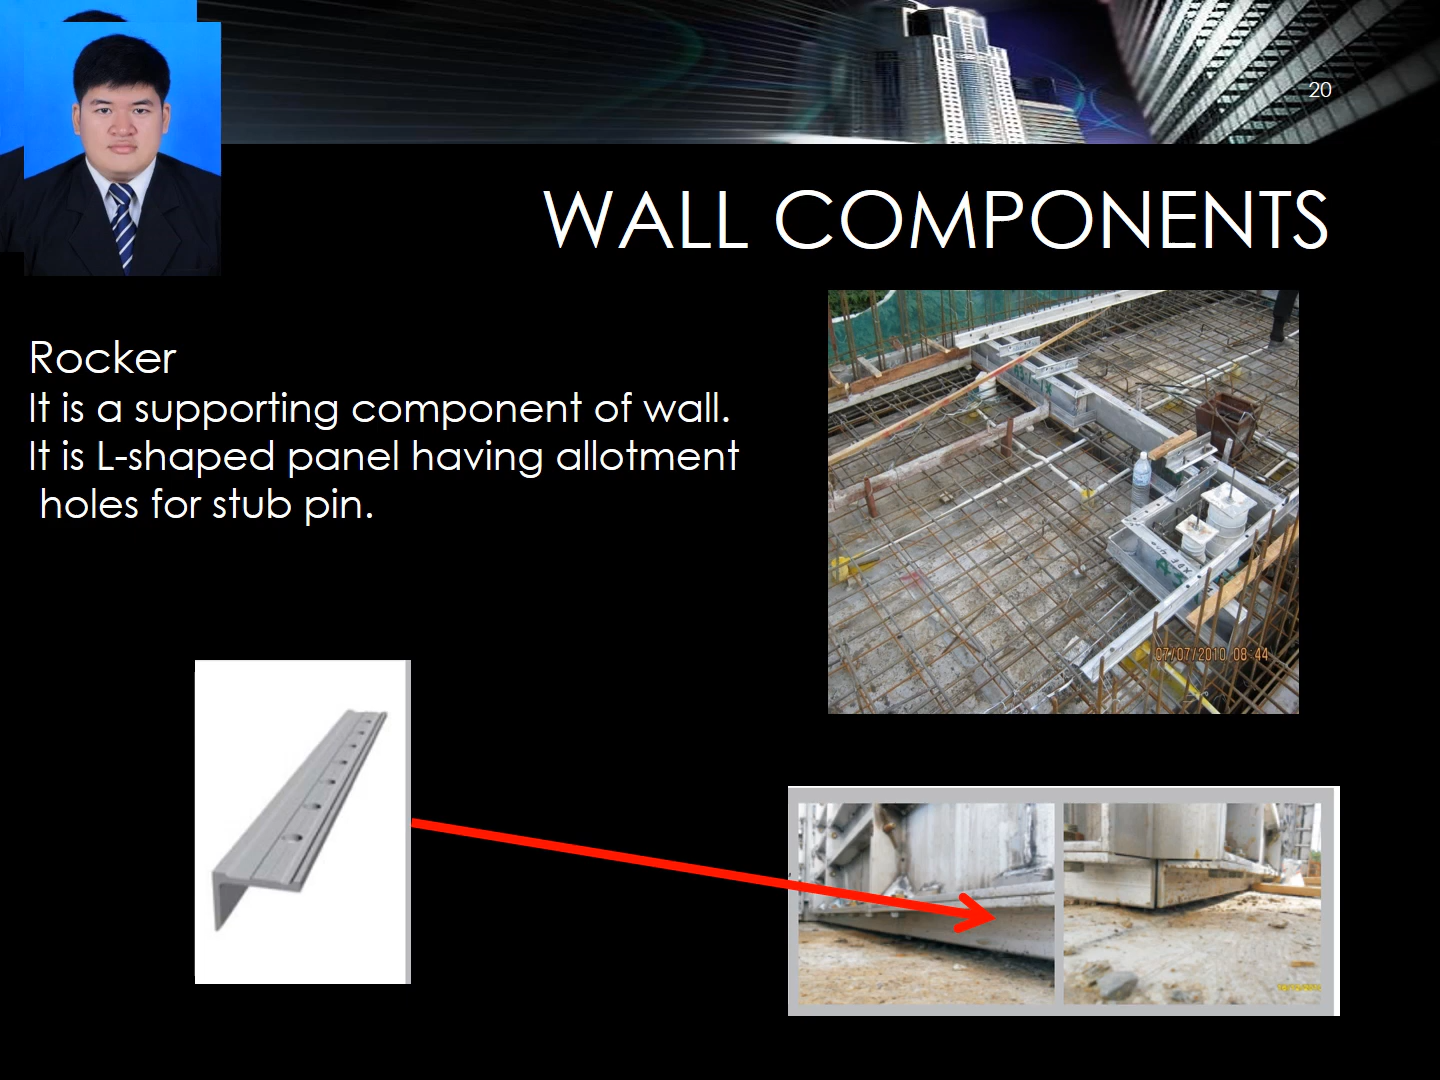 20
WALL COMPONENTS
Rocker
It is a supporting component of wall.
It is L-shaped panel having allotment
holes for stub pin.
07/07/2010 08:44